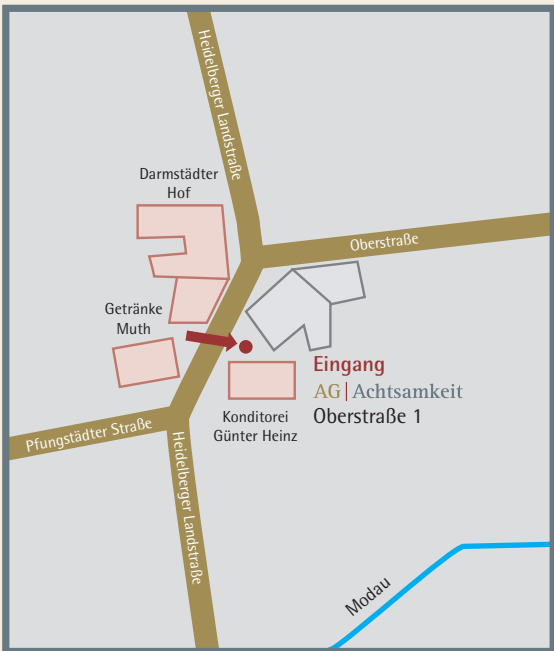 Heidelberger Landstraße
Darmstädter
Hof
Oberstraße
Getränke
Muth
Eingang
AG|Achtsamkeit
Oberstraße 1
Konditorei
Günter Heinz
Pfungstädter Straße
Heidelberger Landstraße
Modau